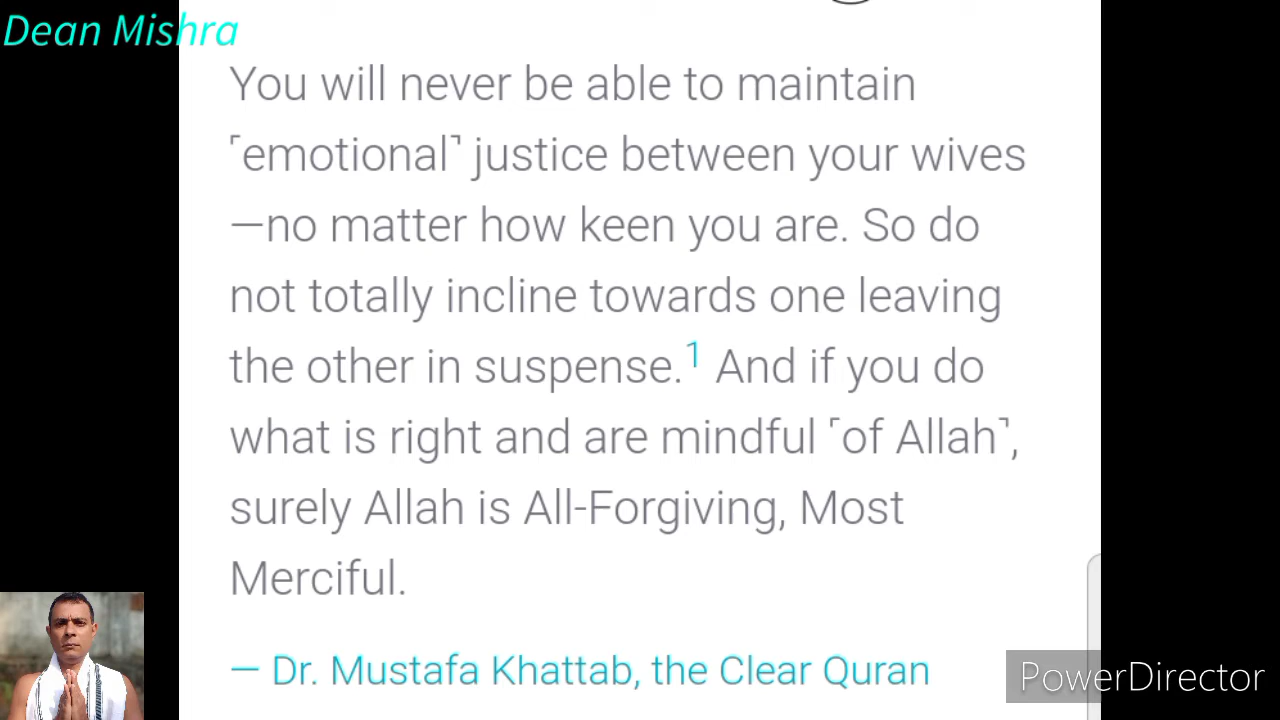 Dean Mishra
You will never be able to maintain
⸢emotional⸣ justice between your wives
—no matter how keen you are. So do
not totally incline towards one leaving
the other in suspense.1 And if you do
what is right and are mindful ⸢of Allah⸣,
surely Allah is All-Forgiving, Most
Merciful.
— Dr. Mustafa Khattab, the Clear Quran
PowerDirector